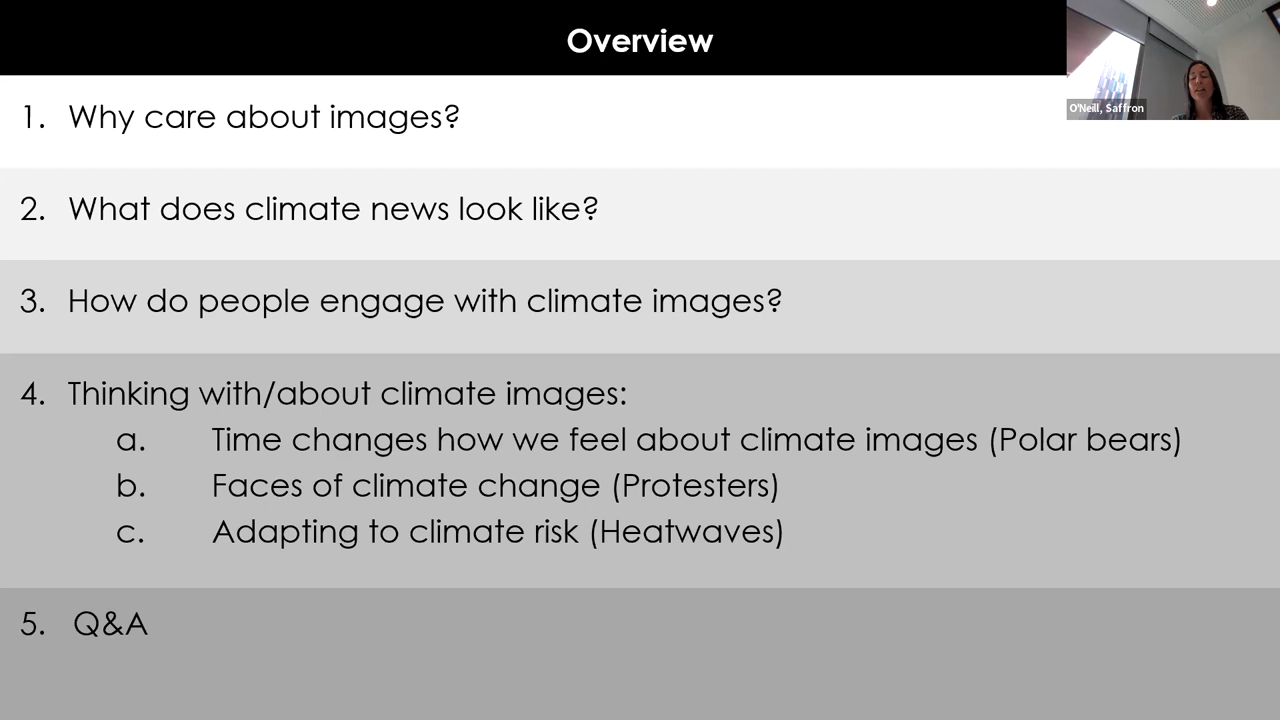 Overview
O'Neill, Saffron
1. Why care about images?
2. What does climate news look like?
3. How do people engage with climate images?
4. Thinking with/about climate images:
a. Time changes how we feel about climate images (Polar bears)
b. Faces of climate change (Protesters)
c. Adapting to climate risk (Heatwaves)
5. Q&A